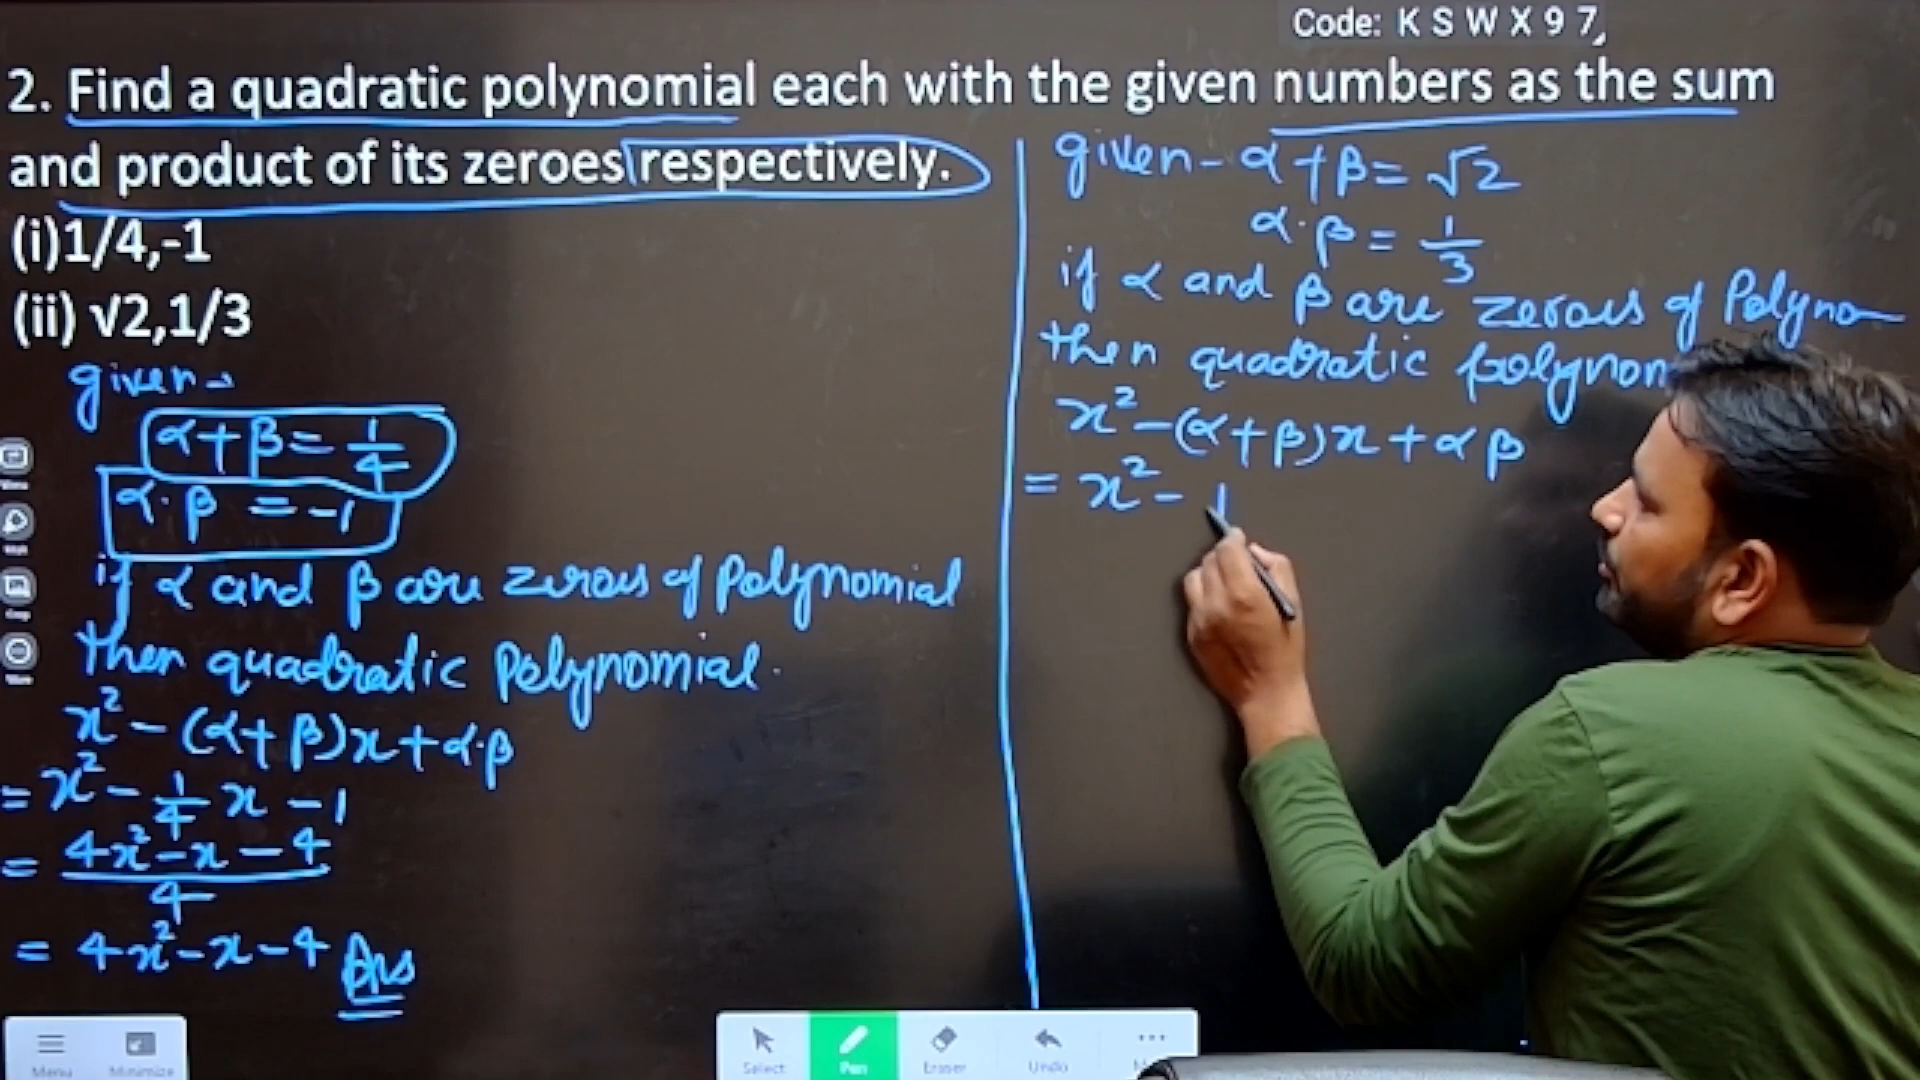 Code: K S W X 9 7,
2. Find a quadratic polynomial each with the given numbers as the sum
and product of its zeroes respectively.
(i)1/4,-1
(ii) √2,1/3
given-
α+β = 1/4
α·β = -1
if α and β are zeroes of Polynomial
then quadratic Polynomial.
x² - (α+β)x + α·β
= x² - 1/4 x - 1
= (4x² - x - 4)/4
= 4x² - x - 4 Ans
given- α+β = √2
α·β = 1/3
if α and β are zeroes of Polyno
then quadratic polynom
x² - (α+β)x + αβ
= x² - 1
Menu
Minimize
Select
Pen
Eraser
Undo